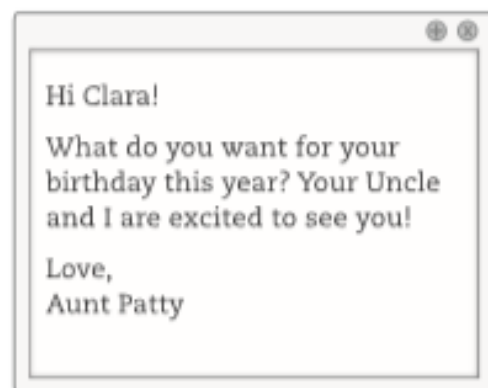 Hi Clara!
What do you want for your
birthday this year? Your Uncle
and I are excited to see you!
Love,
Aunt Patty